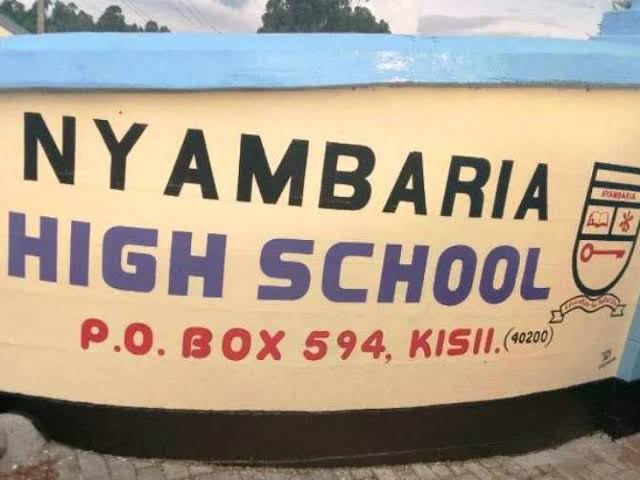 NYAMBARIA
HIGH SCHOOL
P.O. BOX 594, KISII. (40200)
NYAMBARIA